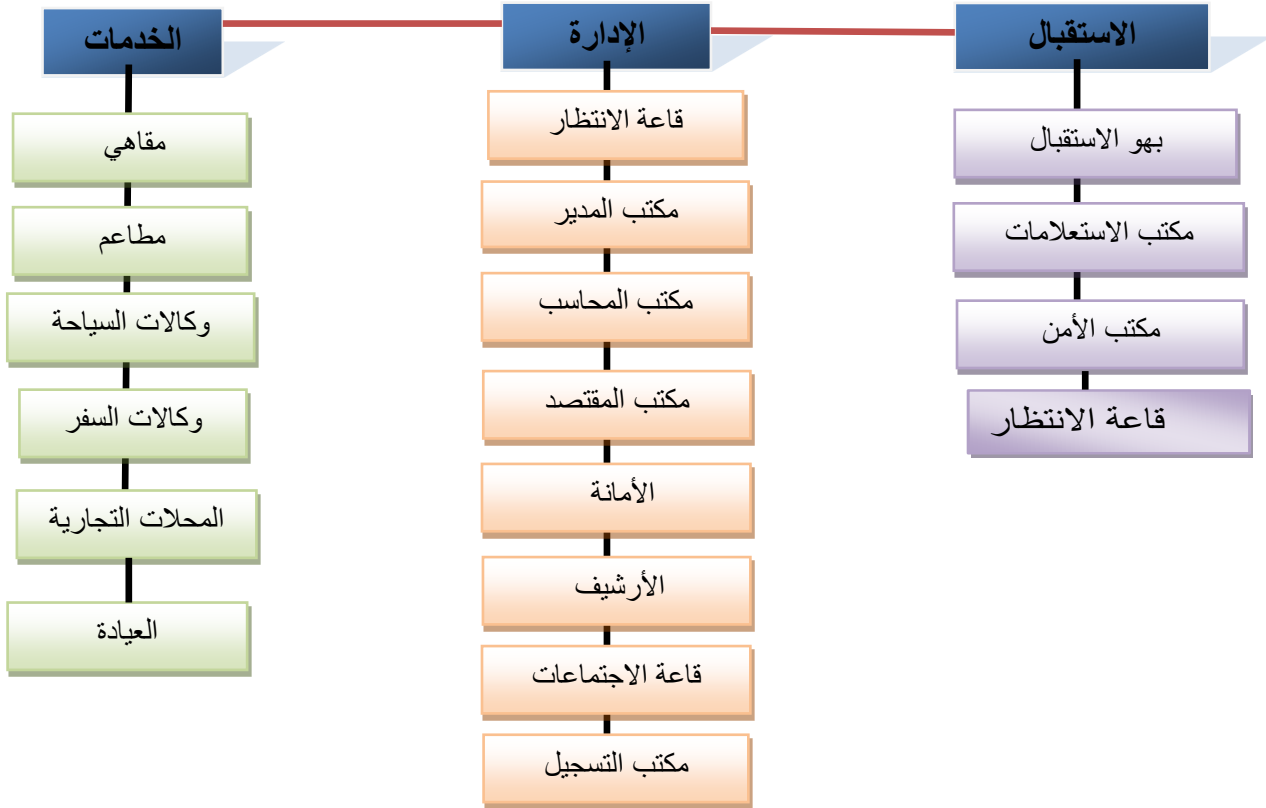 الاستقبال
بهو الاستقبال
مكتب الاستعلامات
مكتب الأمن
قاعة الانتظار
الإدارة
قاعة الانتظار
مكتب المدير
مكتب المحاسب
مكتب المقتصد
الأمانة
الأرشيف
قاعة الاجتماعات
مكتب التسجيل
الخدمات
مقاهي
مطاعم
وكالات السياحة
وكالات السفر
المحلات التجارية
العيادة